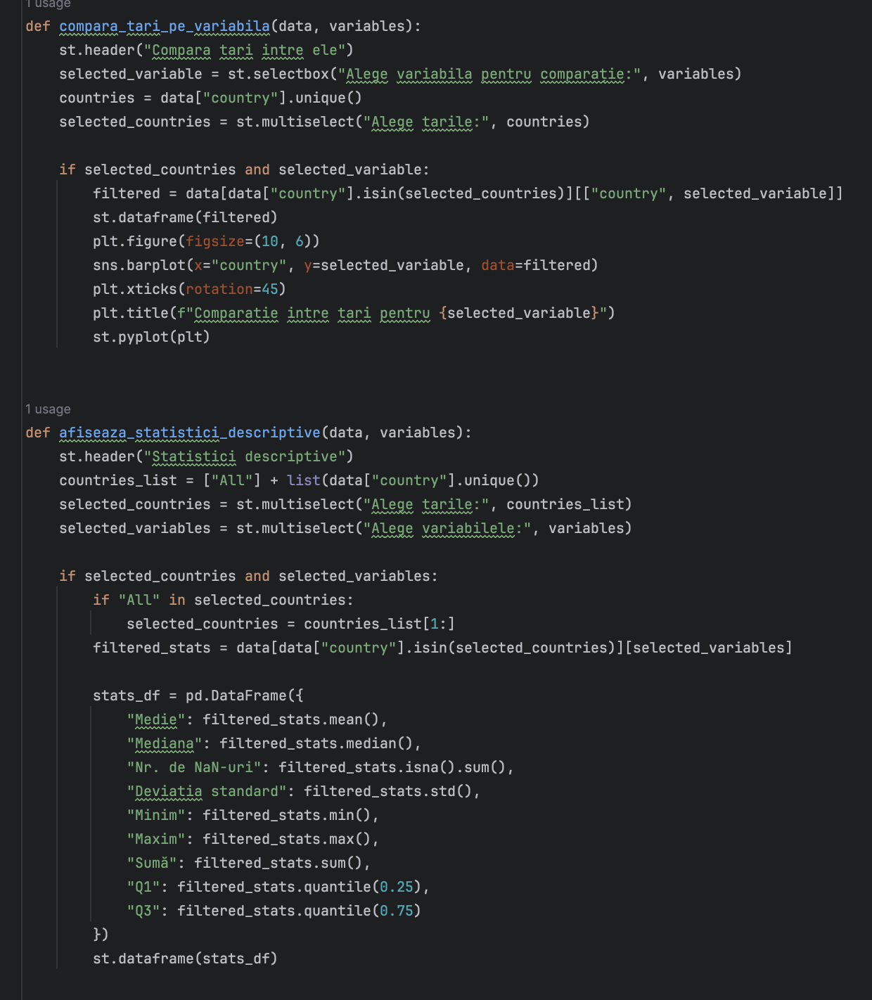 1 usage
def compara_tari_pe_variabila(data, variables):
    st.header("Compara tari intre ele")
    selected_variable = st.selectbox("Alege variabila pentru comparație:", variables)
    countries = data["country"].unique()
    selected_countries = st.multiselect("Alege tarile:", countries)

    if selected_countries and selected_variable:
        filtered = data[data["country"].isin(selected_countries)][["country", selected_variable]]
        st.dataframe(filtered)
        plt.figure(figsize=(10, 6))
        sns.barplot(x="country", y=selected_variable, data=filtered)
        plt.xticks(rotation=45)
        plt.title(f"Comparatie intre tari pentru {selected_variable}")
        st.pyplot(plt)

1 usage
def afiseaza_statistici_descriptive(data, variables):
    st.header("Statistici descriptive")
    countries_list = ["All"] + list(data["country"].unique())
    selected_countries = st.multiselect("Alege tarile:", countries_list)
    selected_variables = st.multiselect("Alege variabilele:", variables)

    if selected_countries and selected_variables:
        if "All" in selected_countries:
            selected_countries = countries_list[1:]
        filtered_stats = data[data["country"].isin(selected_countries)][selected_variables]

        stats_df = pd.DataFrame({
            "Medie": filtered_stats.mean(),
            "Mediana": filtered_stats.median(),
            "Nr. de NaN-uri": filtered_stats.isna().sum(),
            "Deviatia standard": filtered_stats.std(),
            "Minim": filtered_stats.min(),
            "Maxim": filtered_stats.max(),
            "Sumă": filtered_stats.sum(),
            "Q1": filtered_stats.quantile(0.25),
            "Q3": filtered_stats.quantile(0.75)
        })
        st.dataframe(stats_df)